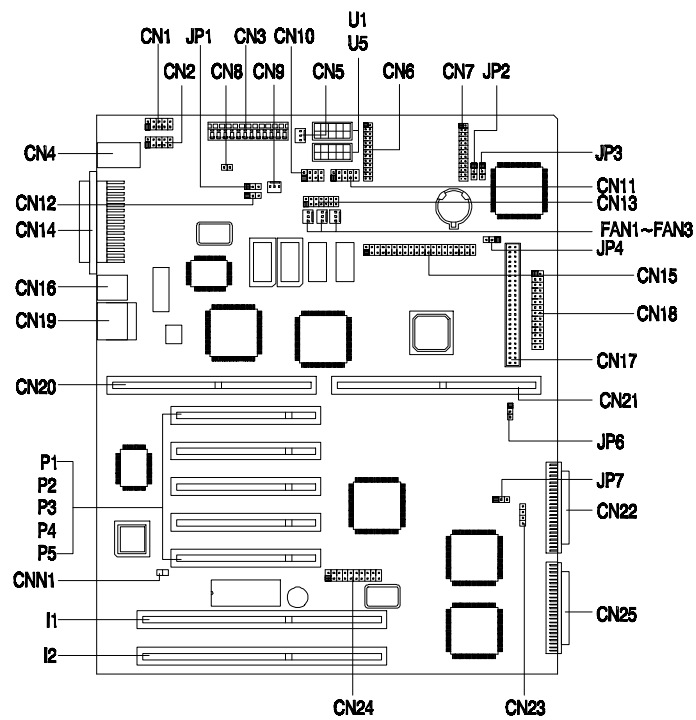 U1
CN1 JP1 CN3 CN10 U5
CN2 CN8 CN9 CN5 CN6 CN7 JP2
CN4
JP3
CN12
CN11
CN13
CN14
FAN1~FAN3
JP4
CN15
CN16
CN18
CN19
CN17
CN20
CN21
JP6
P1
JP7
P2
P3
CN22
P4
P5
CNN1
I1
CN25
I2
CN24
CN23